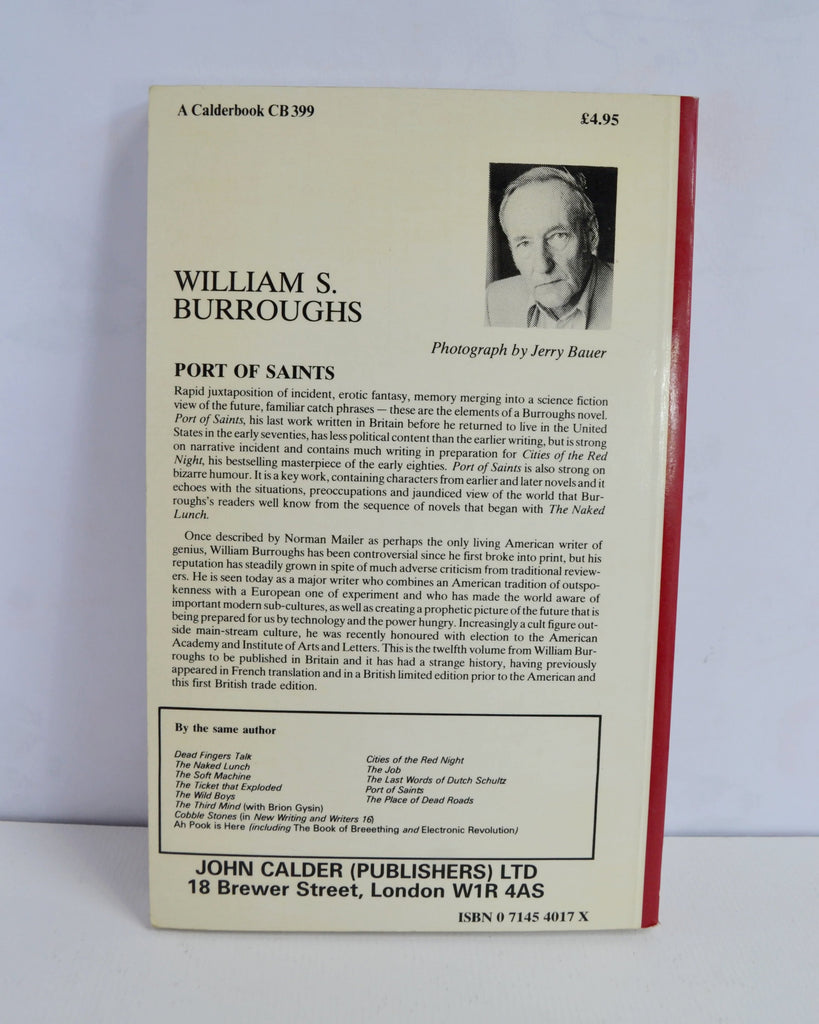 A Calderbook CB 399
£4.95
WILLIAM S.
BURROUGHS
Photograph by Jerry Bauer
PORT OF SAINTS
Rapid juxtaposition of incident, erotic fantasy, memory merging into a science fiction
view of the future, familiar catch phrases — these are the elements of a Burroughs novel.
Port of Saints, his last work written in Britain before he returned to live in the United
States in the early seventies, has less political content than the earlier writing, but is strong
on narrative incident and contains much writing in preparation for Cities of the Red
Night, his bestselling masterpiece of the early eighties. Port of Saints is also strong on
bizarre humour. It is a key work, containing characters from earlier and later novels and it
echoes with the situations, preoccupations and jaundiced view of the world that Bur-
roughs's readers well know from the sequence of novels that began with The Naked
Lunch.
Once described by Norman Mailer as perhaps the only living American writer of
genius, William Burroughs has been controversial since he first broke into print, but his
reputation has steadily grown in spite of much adverse criticism from traditional review-
ers. He is seen today as a major writer who combines an American tradition of outspo-
kenness with a European one of experiment and who has made the world aware of
important modern sub-cultures, as well as creating a prophetic picture of the future that is
being prepared for us by technology and the power hungry. Increasingly a cult figure out-
side main-stream culture, he was recently honoured with election to the American
Academy and Institute of Arts and Letters. This is the twelfth volume from William Bur-
roughs to be published in Britain and it has had a strange history, having previously
appeared in French translation and in a British limited edition prior to the American and
this first British trade edition.
By the same author
Dead Fingers Talk
The Naked Lunch
The Soft Machine
The Ticket that Exploded
The Wild Boys
The Third Mind (with Brion Gysin)
Cobble Stones (in New Writing and Writers 16)
Ah Pook is Here (including The Book of Breeething and Electronic Revolution)
Cities of the Red Night
The Job
The Last Words of Dutch Schultz
Port of Saints
The Place of Dead Roads
JOHN CALDER (PUBLISHERS) LTD
18 Brewer Street, London W1R 4AS
ISBN 0 7145 4017 X